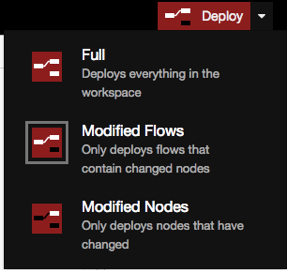 Deploy
Full
Deploys everything in the
workspace
Modified Flows
Only deploys flows that
contain changed nodes
Modified Nodes
Only deploys nodes that have
changed